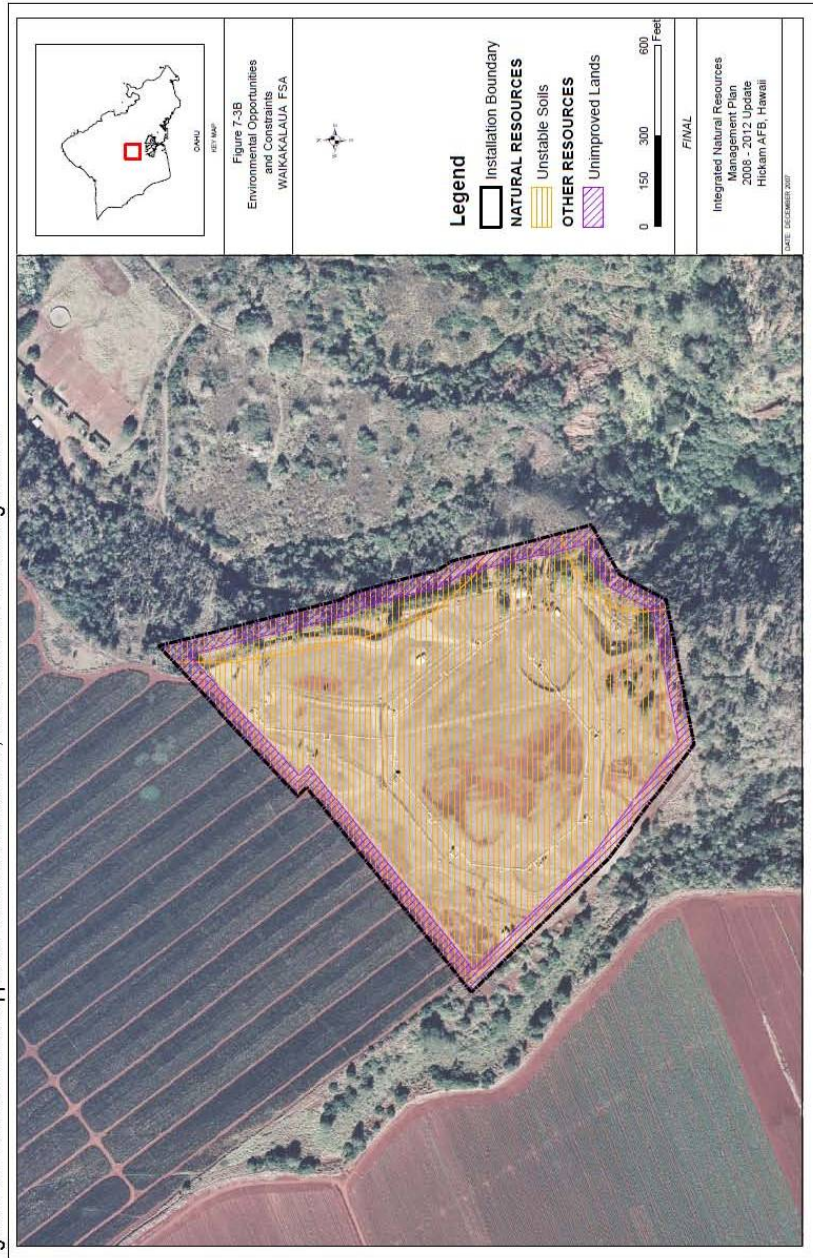 OAHU
KEY MAP
Figure 7-3B
Environmental Opportunities
and Constraints
WAIKAKALAUA FSA
Legend
Installation Boundary
NATURAL RESOURCES
Unstable Soils
OTHER RESOURCES
Unimproved Lands
0 150 300 600
Feet
FINAL
Integrated Natural Resources
Management Plan
2008 - 2012 Update
Hickam AFB, Hawaii
DATE: DECEMBER 2007